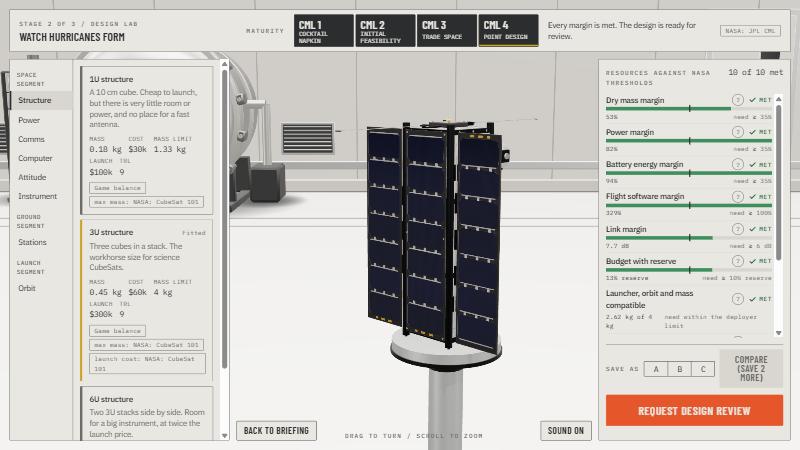 STAGE 2 OF 3 / DESIGN LAB
WATCH HURRICANES FORM
MATURITY
CML 1
COCKTAIL
NAPKIN
CML 2
INITIAL
FEASIBILITY
CML 3
TRADE SPACE
CML 4
POINT DESIGN
Every margin is met. The design is ready for
review.
NASA: JPL CML
SPACE
SEGMENT
Structure
Power
Comms
Computer
Attitude
Instrument
GROUND
SEGMENT
Stations
LAUNCH
SEGMENT
Orbit
1U structure
A 10 cm cube. Cheap to launch,
but there is very little room or
power, and no place for a fast
antenna.
MASS COST MASS LIMIT
0.18 kg $30k 1.33 kg
LAUNCH TRL
$100k 9
Game balance
max mass: NASA: CubeSat 101
3U structure Fitted
Three cubes in a stack. The
workhorse size for science
CubeSats.
MASS COST MASS LIMIT
0.45 kg $60k 4 kg
LAUNCH TRL
$300k 9
Game balance
max mass: NASA: CubeSat 101
launch cost: NASA: CubeSat
101
6U structure
Two 3U stacks side by side. Room
for a big instrument, at twice the
launch price.
BACK TO BRIEFING
DRAG TO TURN / SCROLL TO ZOOM
SOUND ON
RESOURCES AGAINST NASA
THRESHOLDS
10 of 10 met
Dry mass margin ? MET
53% need ≥ 35%
Power margin ? MET
82% need ≥ 35%
Battery energy margin ? MET
94% need ≥ 35%
Flight software margin ? MET
329% need ≥ 100%
Link margin ? MET
7.7 dB need ≥ 6 dB
Budget with reserve ? MET
13% reserve need ≥ 10% reserve
Launcher, orbit and mass
compatible ? MET
2.62 kg of 4
kg
need within the deployer
limit
SAVE AS A B C
COMPARE
(SAVE 2
MORE)
REQUEST DESIGN REVIEW